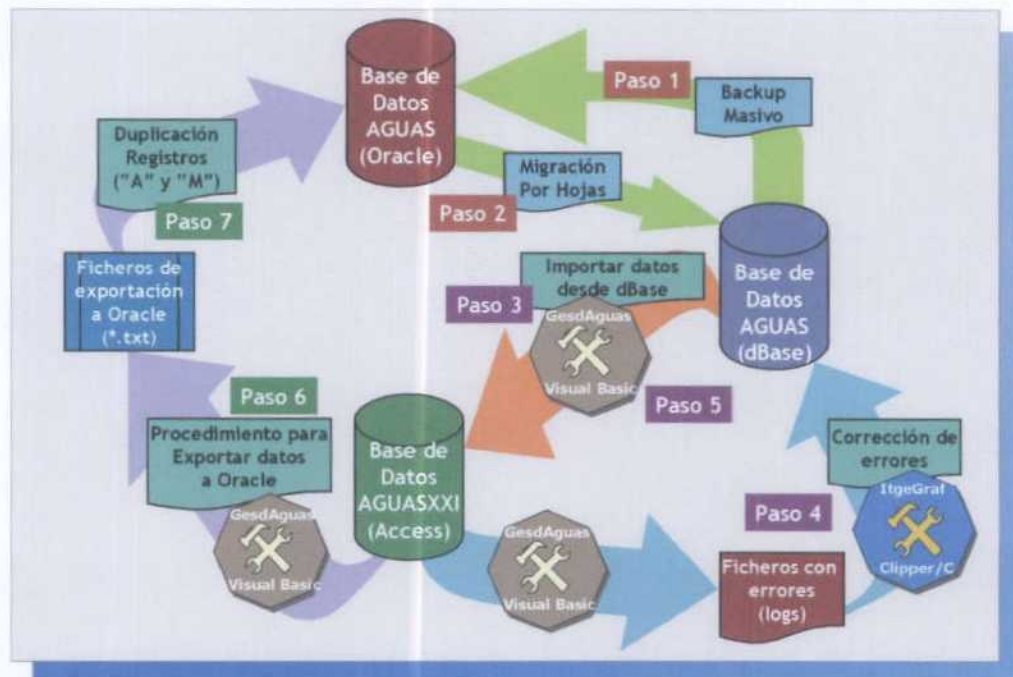 Base de
Datos
AGUAS
(Oracle)
Paso 1
Backup
Masivo
Duplicación
Registros
("A" y "M")
Paso 7
Migración
Por Hojas
Paso 2
Ficheros de
exportación
a Oracle
(*.txt)
Importar datos
desde dBase
Paso 3
GesdAguas
Visual Basic
Base de
Datos
AGUAS
(dBase)
Paso 5
Paso 6
Procedimiento para
Exportar datos
a Oracle
GesdAguas
Visual Basic
Base de
Datos
AGUASXXI
(Access)
GesdAguas
Visual Basic
Corrección de
errores
ItgeGraf
Clipper/C
Paso 4
Ficheros con
errores
(logs)